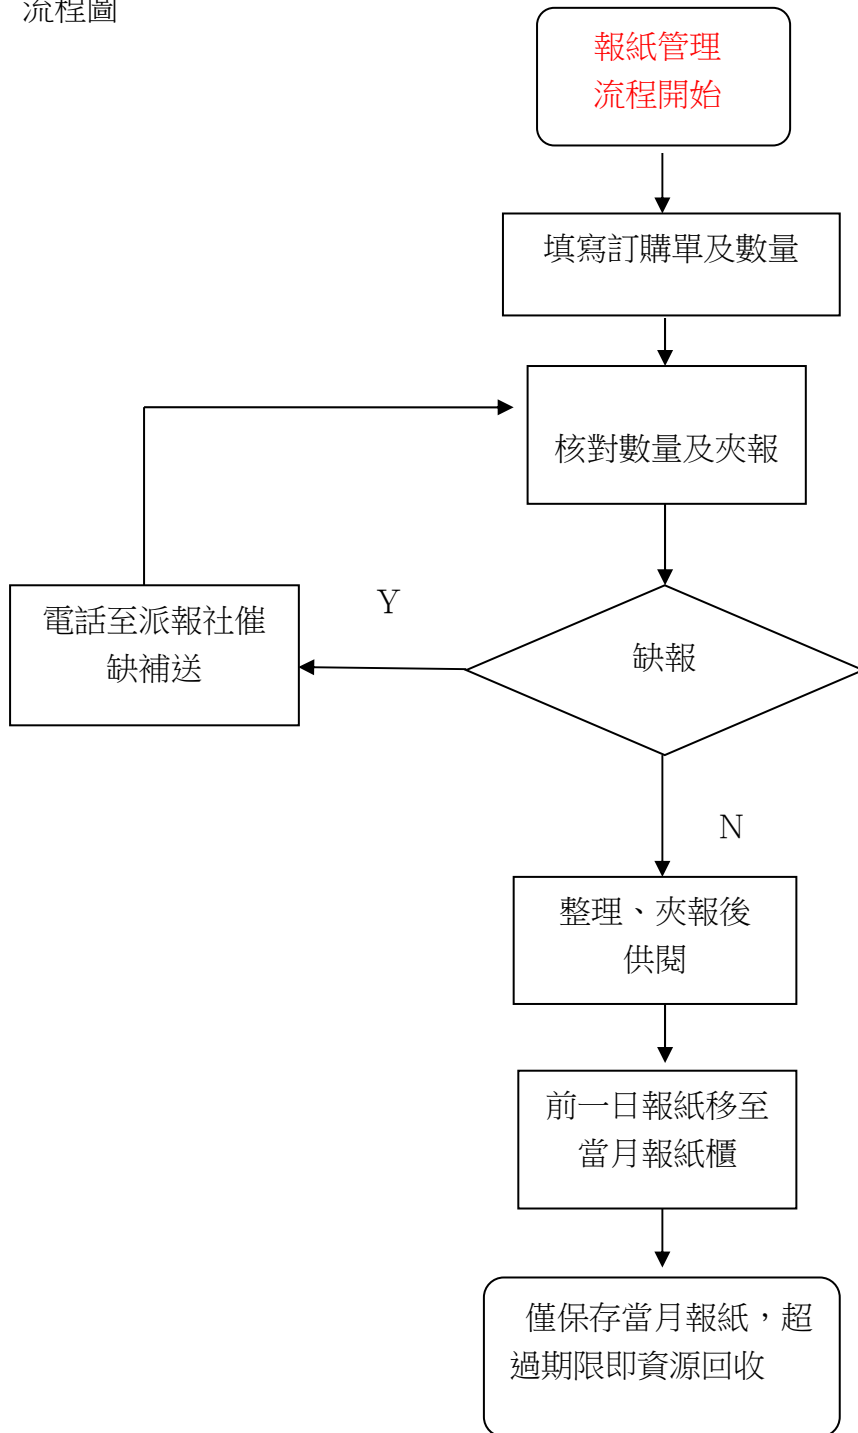 流程圖
報紙管理
流程開始
填寫訂購單及數量
核對數量及夾報
電話至派報社催
缺補送
Y
缺報
N
整理、夾報後
供閱
前一日報紙移至
當月報紙櫃
僅保存當月報紙，超
過期限即資源回收